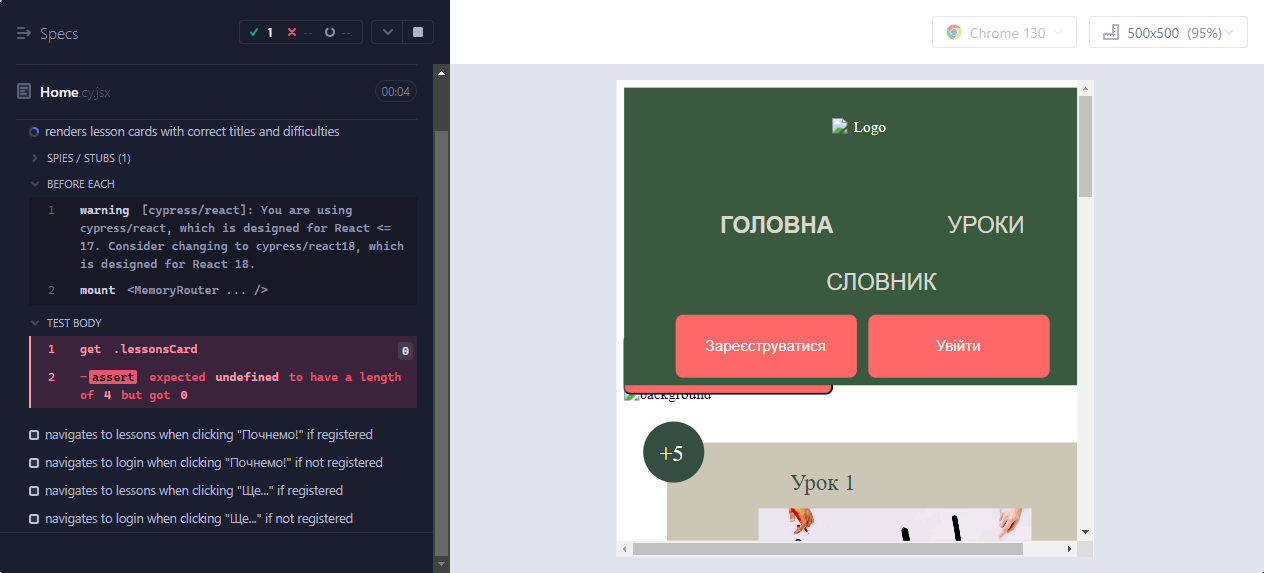 Specs
1
--
--
Home.cy.jsx
00:04
renders lesson cards with correct titles and difficulties
SPIES / STUBS (1)
BEFORE EACH
1 warning [cypress/react]: You are using
cypress/react, which is designed for React <=
17. Consider changing to cypress/react18, which
is designed for React 18.
2 mount <MemoryRouter ... />
TEST BODY
1 get .lessonsCard 0
2 -assert expected undefined to have a length
of 4 but got 0
navigates to lessons when clicking "Почнемо!" if registered
navigates to login when clicking "Почнемо!" if not registered
navigates to lessons when clicking "Ще..." if registered
navigates to login when clicking "Ще..." if not registered
Chrome 130
500x500 (95%)
Logo
ГОЛОВНА
УРОКИ
СЛОВНИК
Зареєструватися
Увійти
background
+5
Урок 1